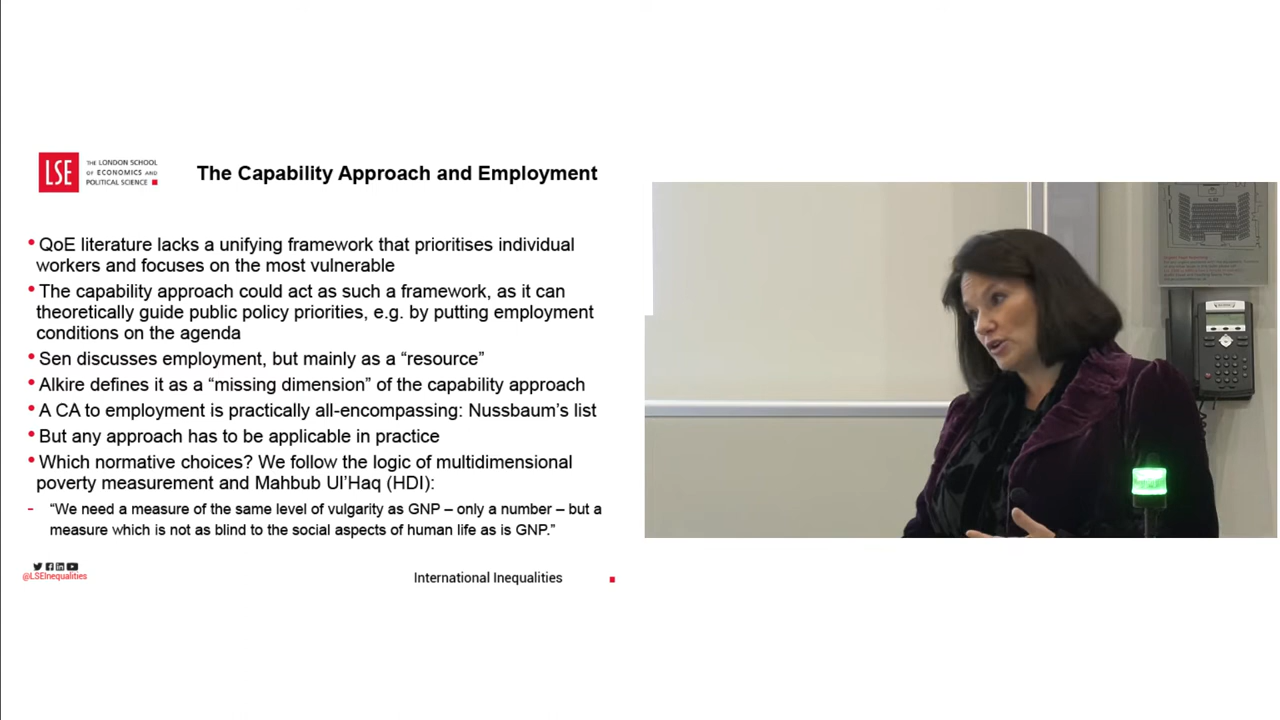 LSE
THE LONDON SCHOOL
OF ECONOMICS AND
POLITICAL SCIENCE
The Capability Approach and Employment
• QoE literature lacks a unifying framework that prioritises individual
workers and focuses on the most vulnerable
• The capability approach could act as such a framework, as it can
theoretically guide public policy priorities, e.g. by putting employment
conditions on the agenda
• Sen discusses employment, but mainly as a “resource”
• Alkire defines it as a “missing dimension” of the capability approach
• A CA to employment is practically all-encompassing: Nussbaum’s list
• But any approach has to be applicable in practice
• Which normative choices? We follow the logic of multidimensional
poverty measurement and Mahbub Ul’Haq (HDI):
- “We need a measure of the same level of vulgarity as GNP – only a number – but a
measure which is not as blind to the social aspects of human life as is GNP.”
@LSEInequalities
International Inequalities